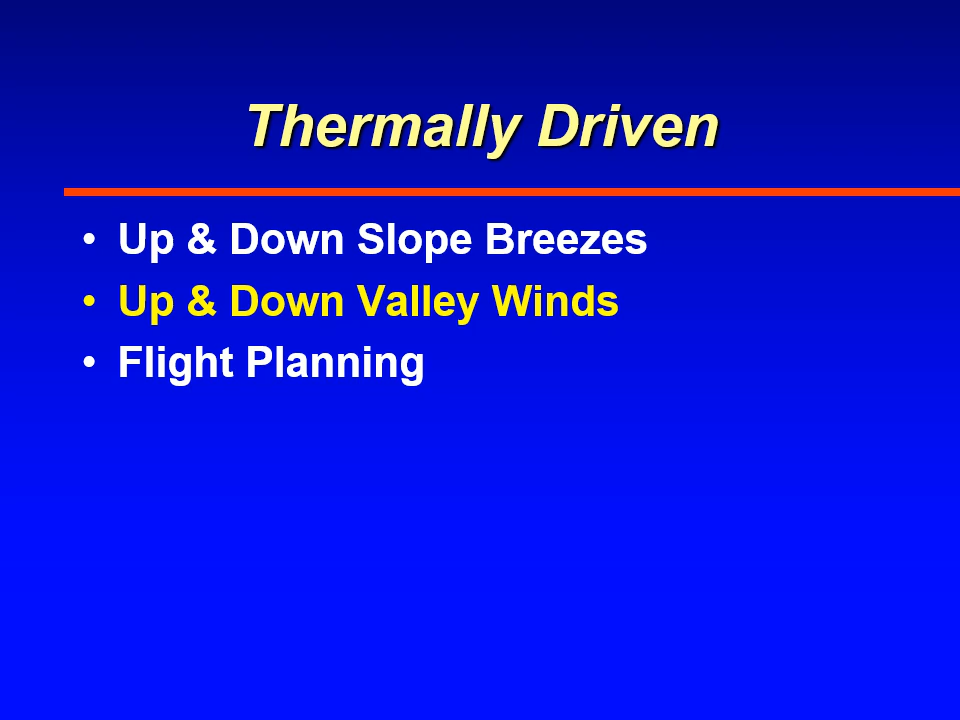 Thermally Driven
• Up & Down Slope Breezes
• Up & Down Valley Winds
• Flight Planning